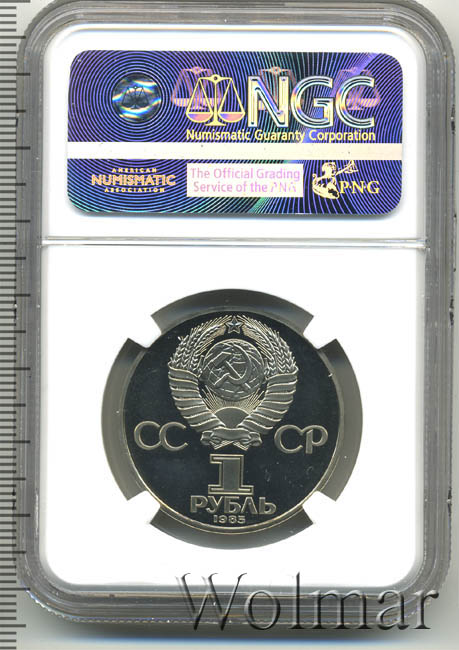 NGC
Numismatic Guaranty Corporation
AMERICAN
NUMISMATIC
ASSOCIATION
The Official Grading
Service of the PNG
СС СР
1
РУБЛЬ
1985
Wolmar